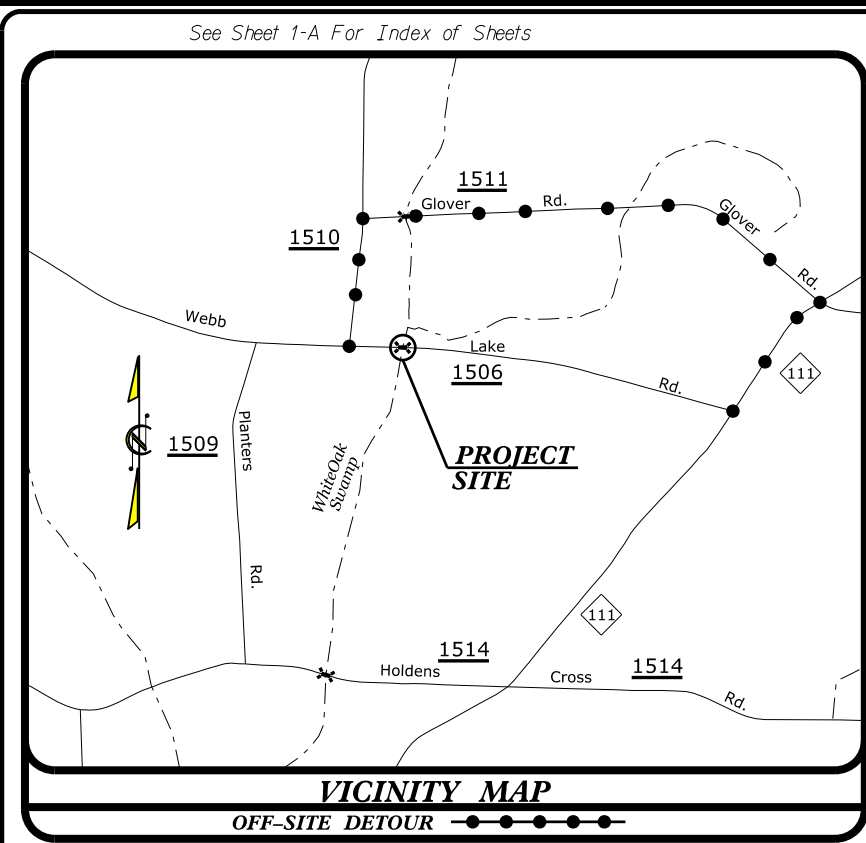 See Sheet 1-A For Index of Sheets
1511
Glover Rd.
Glover Rd.
1510
Webb Lake Rd.
1506
111
Planters Rd.
1509
WhiteOak
Swamp
PROJECT
SITE
111
1514
1514
Holdens Cross Rd.
N
VICINITY MAP
OFF-SITE DETOUR